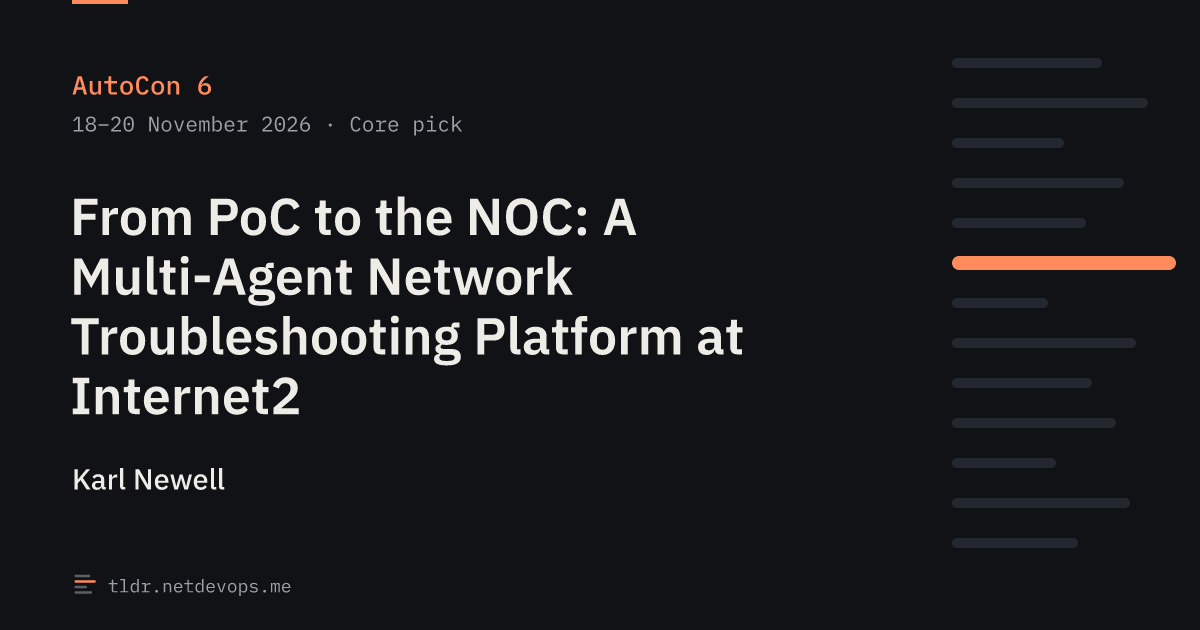 AutoCon 6
18–20 November 2026 · Core pick
From PoC to the NOC: A
Multi-Agent Network
Troubleshooting Platform at
Internet2
Karl Newell
tldr.netdevops.me